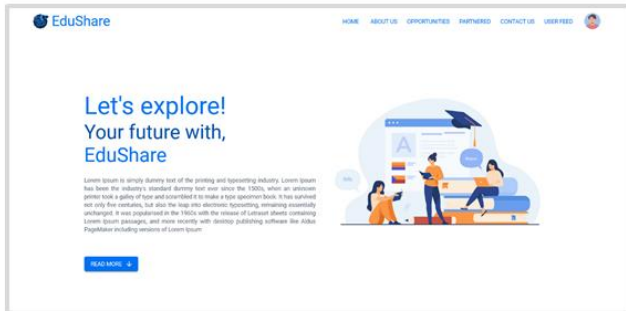 EduShare
HOME ABOUT US OPPORTUNITIES PARTNERED CONTACT US USER FEED
Let's explore!
Your future with,
EduShare
Lorem Ipsum is simply dummy text of the printing and typesetting industry. Lorem Ipsum
has been the industry's standard dummy text ever since the 1500s, when an unknown
printer took a galley of type and scrambled it to make a type specimen book. It has survived
not only five centuries, but also the leap into electronic typesetting, remaining essentially
unchanged. It was popularised in the 1960s with the release of Letraset sheets containing
Lorem Ipsum passages, and more recently with desktop publishing software like Aldus
PageMaker including versions of Lorem Ipsum
READ MORE
A